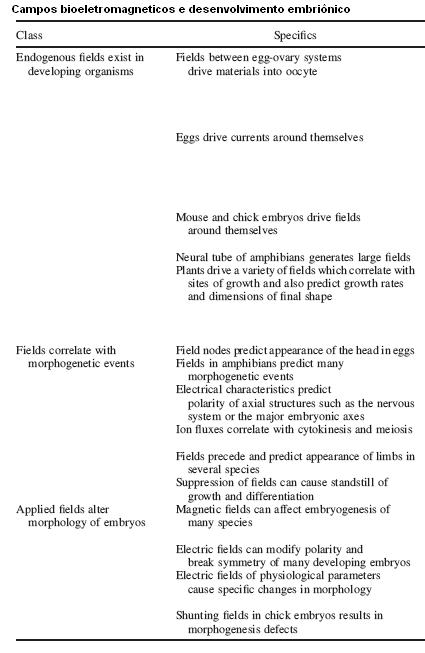 Campos bioeletromagneticos e desenvolvimento embriónico
Class Specifics
Endogenous fields exist in
developing organisms
Fields between egg-ovary systems
drive materials into oocyte
Eggs drive currents around themselves
Mouse and chick embryos drive fields
around themselves
Neural tube of amphibians generates large fields
Plants drive a variety of fields which correlate with
sites of growth and also predict growth rates
and dimensions of final shape
Fields correlate with
morphogenetic events
Field nodes predict appearance of the head in eggs
Fields in amphibians predict many
morphogenetic events
Electrical characteristics predict
polarity of axial structures such as the nervous
system or the major embryonic axes
Ion fluxes correlate with cytokinesis and meiosis
Fields precede and predict appearance of limbs in
several species
Suppression of fields can cause standstill of
growth and differentiation
Applied fields alter
morphology of embryos
Magnetic fields can affect embryogenesis of
many species
Electric fields can modify polarity and
break symmetry of many developing embryos
Electric fields of physiological parameters
cause specific changes in morphology
Shunting fields in chick embryos results in
morphogenesis defects